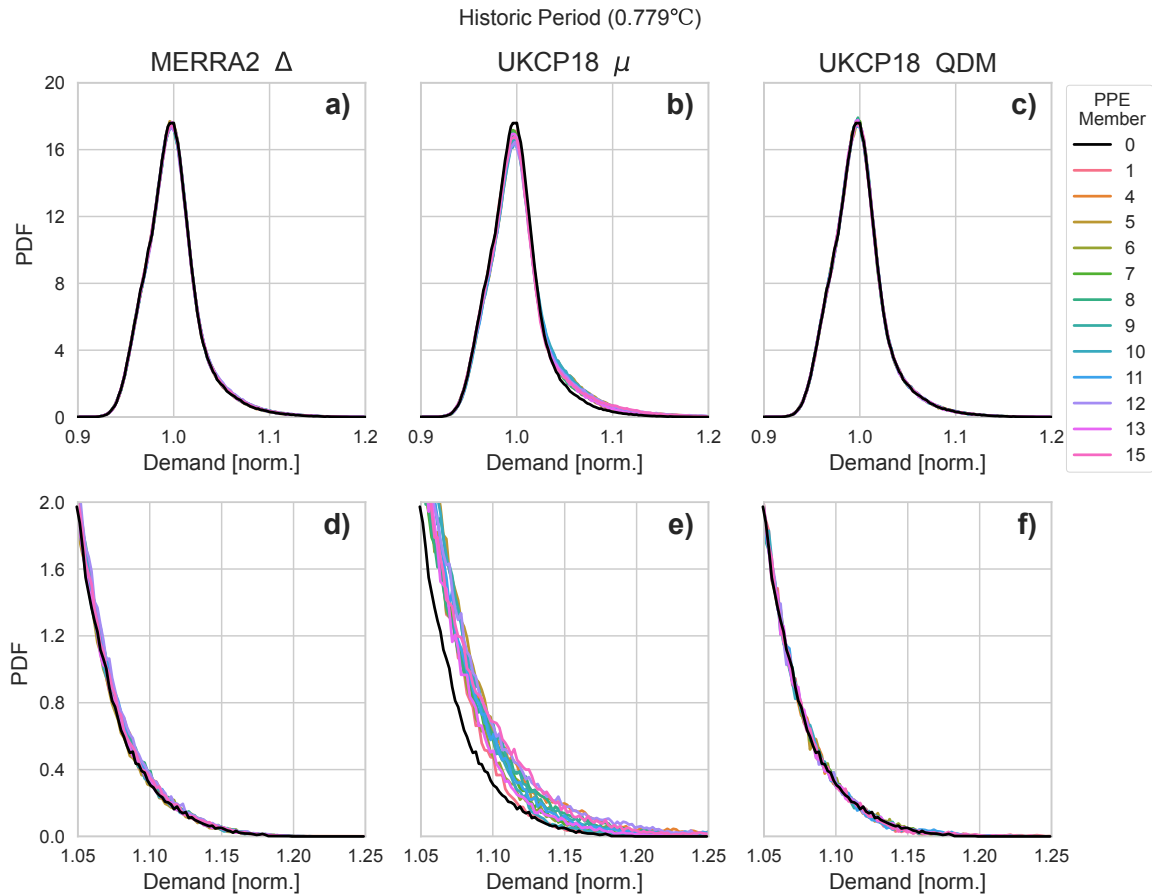 Historic Period (0.779℃)
MERRA2 Δ
UKCP18 μ
UKCP18 QDM
a)
b)
c)
PDF
20
16
12
8
4
0
0.9 1.0 1.1 1.2
0.9 1.0 1.1 1.2
0.9 1.0 1.1 1.2
Demand [norm.]
Demand [norm.]
Demand [norm.]
PPE
Member
0
1
4
5
6
7
8
9
10
11
12
13
15
d)
e)
f)
PDF
2.0
1.6
1.2
0.8
0.4
0.0
1.05 1.10 1.15 1.20 1.25
1.05 1.10 1.15 1.20 1.25
1.05 1.10 1.15 1.20 1.25
Demand [norm.]
Demand [norm.]
Demand [norm.]